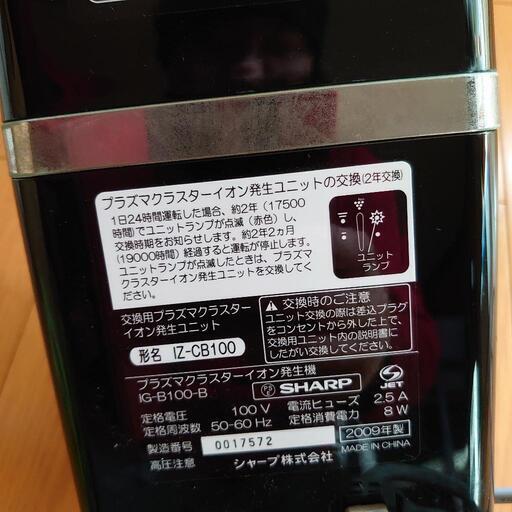 プラズマクラスターイオン発生ユニットの交換(2年交換)
1日24時間運転した場合、約2年(17500
時間)でユニットランプが点滅(赤色)し、
交換時期をお知らせします。約2年2ヵ月
(19000時間)経過すると運転が停止します。
ユニットランプが点滅したときは、プラズマ
クラスターイオン発生ユニットを交換してく
ださい。
ユニット
ランプ
交換用プラズマクラスター
イオン発生ユニット
形名 IZ-CB100
⚠ 交換時のご注意
ユニット交換の際は差込プラグ
をコンセントから外した上で、
交換用ユニット内の説明書に
したがい交換してください。
プラズマクラスターイオン発生機
IG-B100-B
PSE SHARP
S JET
定格電圧 100 V 電流ヒューズ 2.5 A
定格周波数 50-60 Hz 定格消費電力 8 W
製造番号 0017572 2009年製
高圧注意 シャープ株式会社 MADE IN CHINA